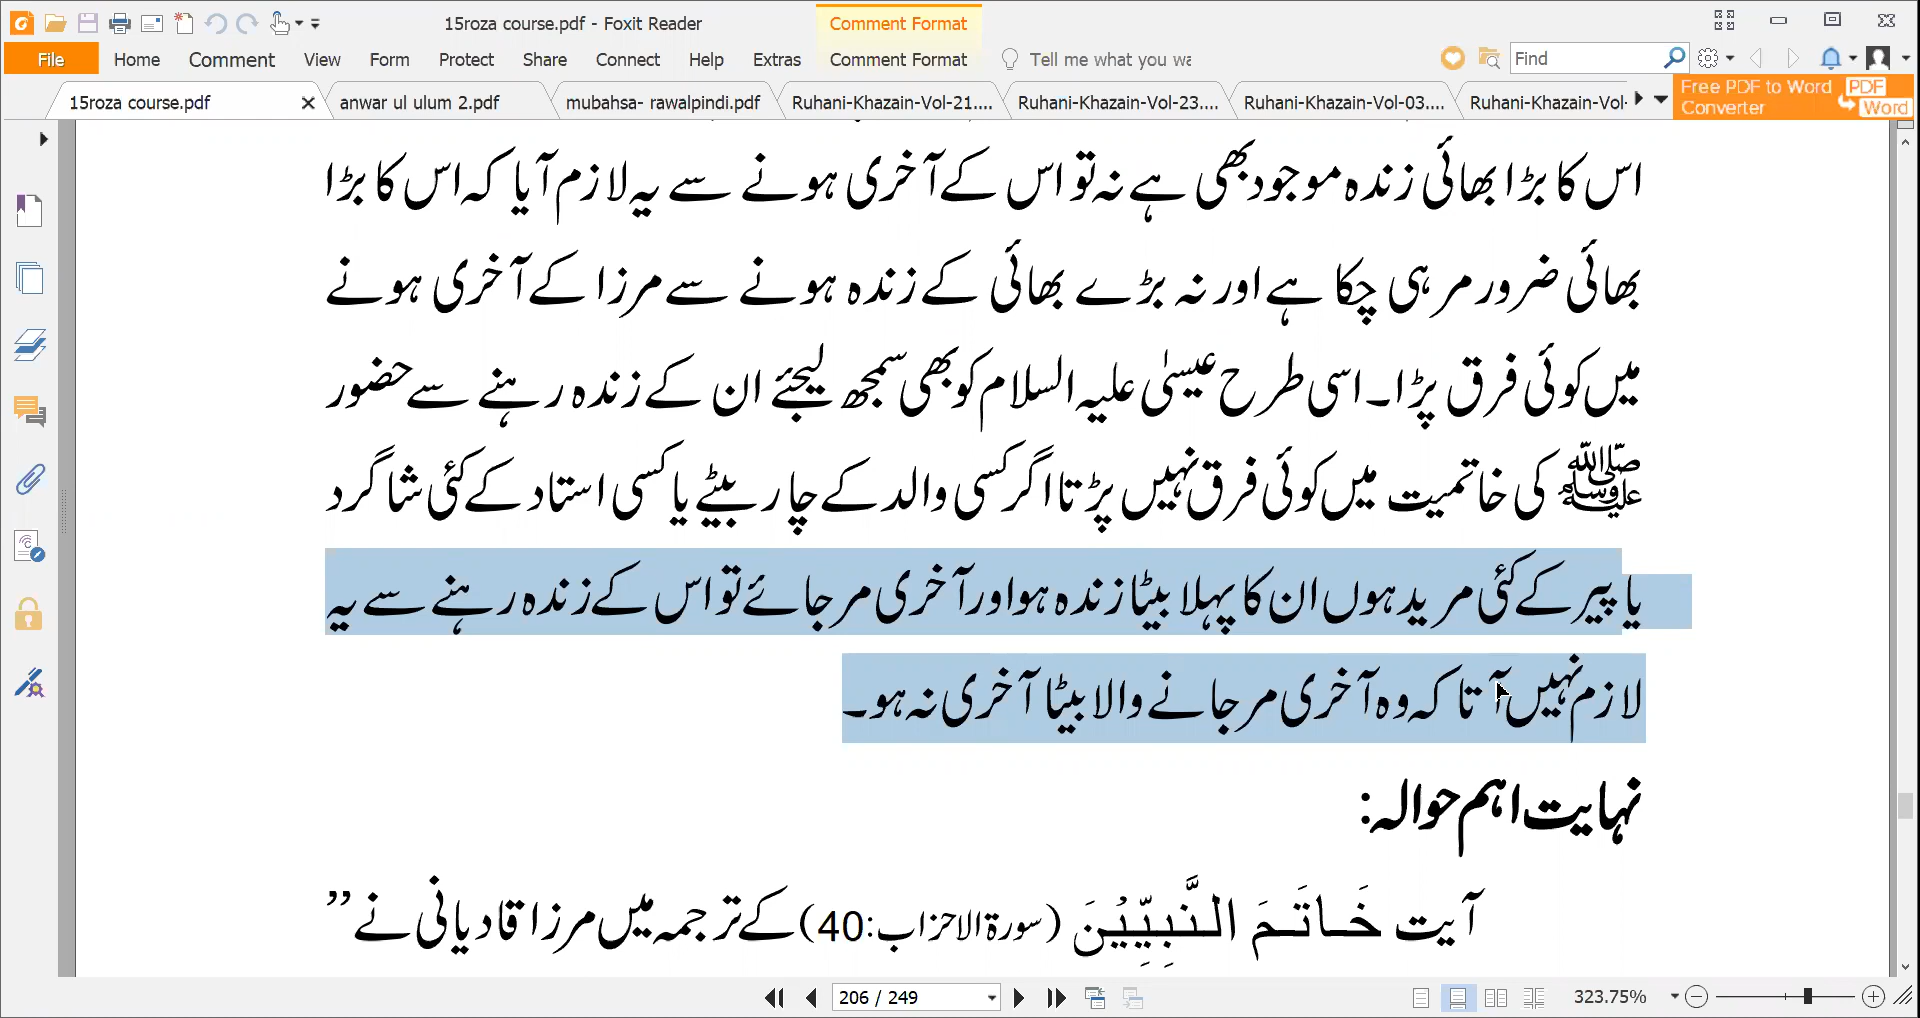 15roza course.pdf - Foxit Reader
Comment Format
File
Home
Comment
View
Form
Protect
Share
Connect
Help
Extras
Comment Format
Tell me what you wa
Find
15roza course.pdf
anwar ul ulum 2.pdf
mubahsa- rawalpindi.pdf
Ruhani-Khazain-Vol-21....
Ruhani-Khazain-Vol-23....
Ruhani-Khazain-Vol-03....
Ruhani-Khazain-Vol-
Free PDF to Word
Converter
PDF
Word
اس کا بڑا بھائی زندہ موجود بھی ہے نہ تو اس کے آخری ہونے سے یہ لازم آیا کہ اس کا بڑا
بھائی ضرور مر ہی چکا ہے اور نہ بڑے بھائی کے زندہ ہونے سے مرزا کے آخری ہونے
میں کوئی فرق پڑا۔ اسی طرح عیسیٰ علیہ السلام کو بھی سمجھ لیجئے ان کے زندہ رہنے سے حضور
ﷺ کی خاتمیت میں کوئی فرق نہیں پڑتا اگر کسی والد کے چار بیٹے یا کسی استاد کے کئی شاگرد
یا پیر کے کئی مرید ہوں ان کا پہلا بیٹا زندہ ہو اور آخری مر جائے تو اس کے زندہ رہنے سے یہ
لازم نہیں آتا کہ وہ آخری مر جانے والا بیٹا آخری نہ ہو۔
نہایت اہم حوالہ:
آیت خَاتَمَ النَّبِيِّيْنَ (سورۃ الاحزاب:40) کے ترجمہ میں مرزا قادیانی نے ”
206 / 249
323.75%